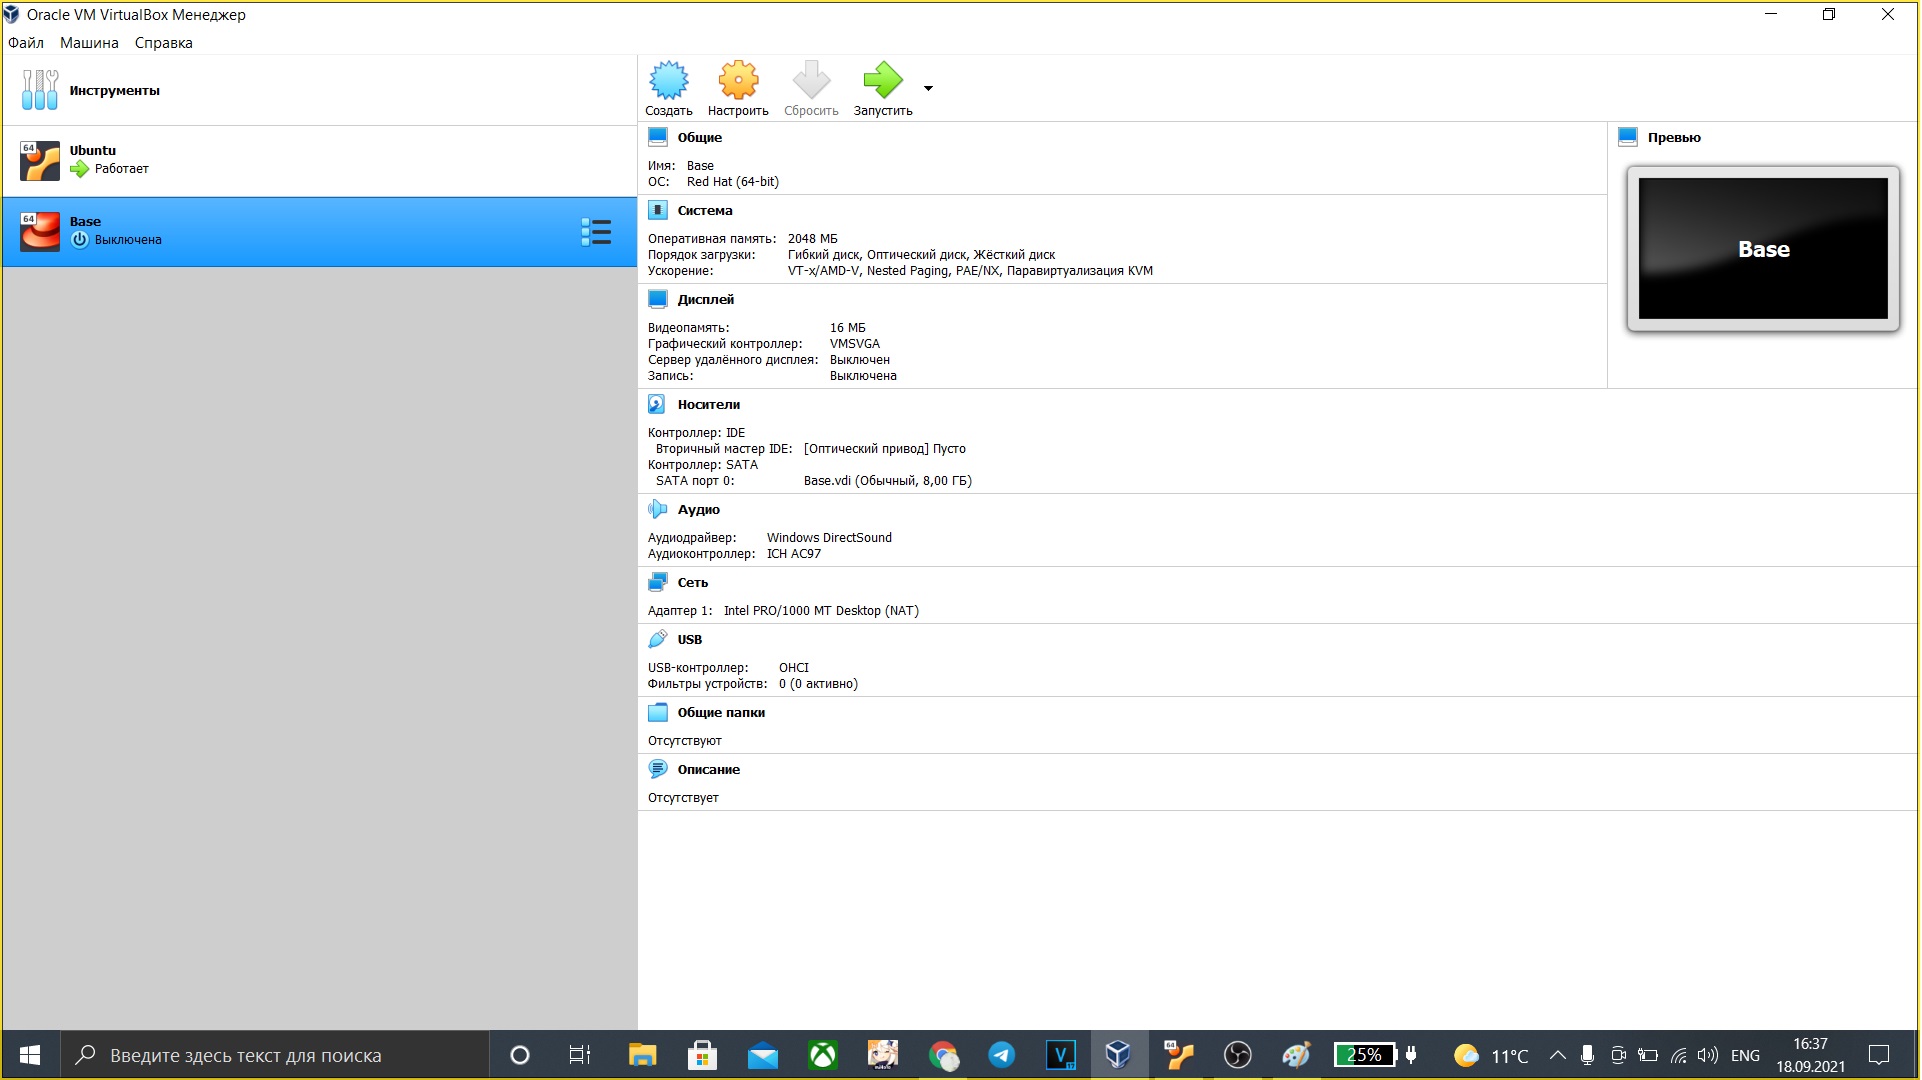 Oracle VM VirtualBox Менеджер
Файл Машина Справка
Инструменты
64
Ubuntu
Работает
64
Base
Выключена
Создать Настроить Сбросить Запустить
Общие
Имя: Base
ОС: Red Hat (64-bit)
Система
Оперативная память: 2048 МБ
Порядок загрузки: Гибкий диск, Оптический диск, Жёсткий диск
Ускорение: VT-x/AMD-V, Nested Paging, PAE/NX, Паравиртуализация KVM
Дисплей
Видеопамять: 16 МБ
Графический контроллер: VMSVGA
Сервер удалённого дисплея: Выключен
Запись: Выключена
Превью
Base
Носители
Контроллер: IDE
Вторичный мастер IDE: [Оптический привод] Пусто
Контроллер: SATA
SATA порт 0: Base.vdi (Обычный, 8,00 ГБ)
Аудио
Аудиодрайвер: Windows DirectSound
Аудиоконтроллер: ICH AC97
Сеть
Адаптер 1: Intel PRO/1000 MT Desktop (NAT)
USB
USB-контроллер: OHCI
Фильтры устройств: 0 (0 активно)
Общие папки
Отсутствуют
Описание
Отсутствует
Введите здесь текст для поиска
V
64
25%
11°C
ENG
16:37
18.09.2021